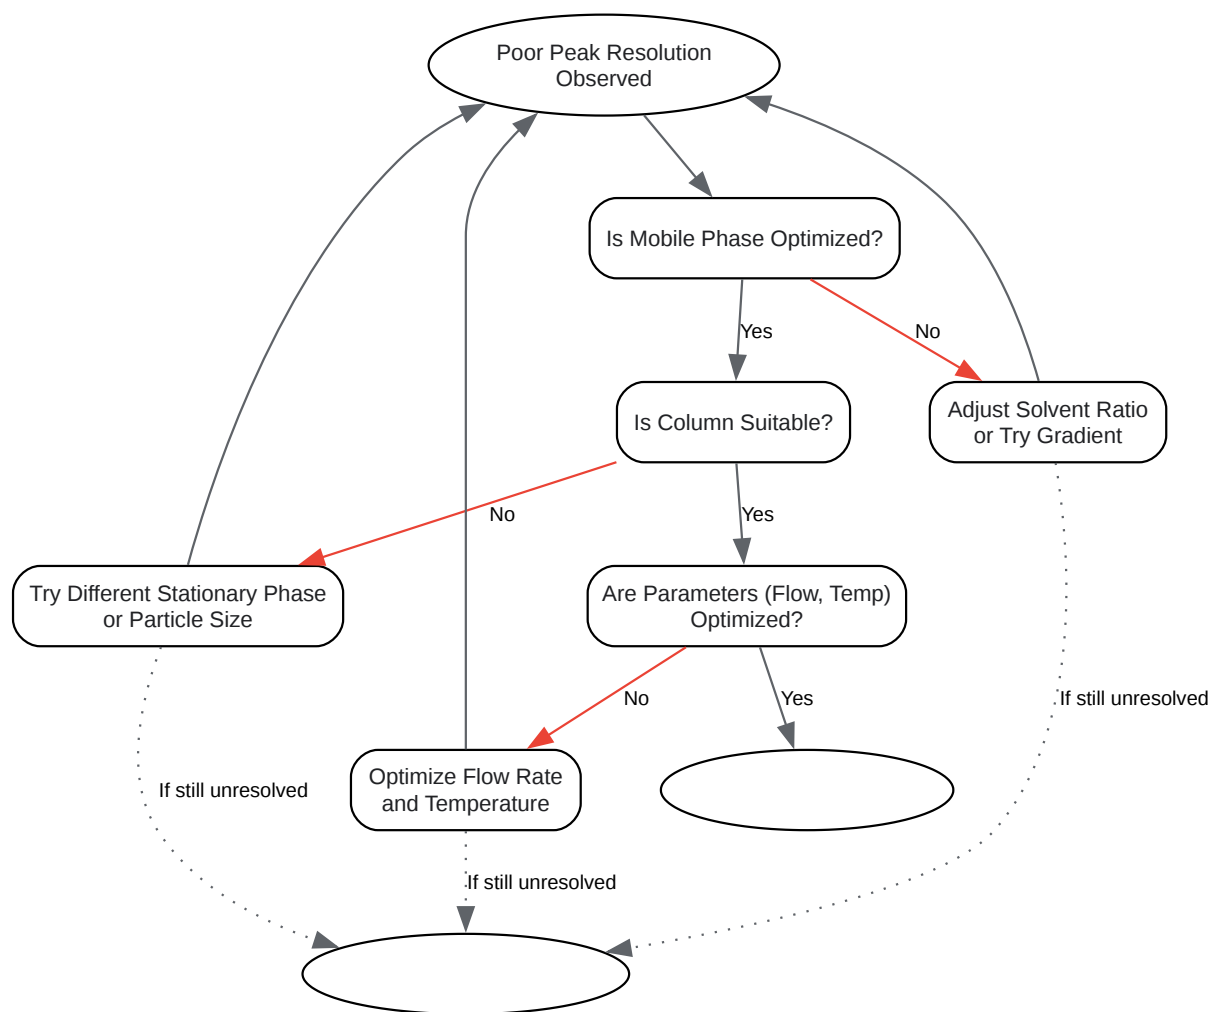 Poor Peak Resolution
Observed
Is Mobile Phase Optimized?
Yes
No
Is Column Suitable?
Adjust Solvent Ratio
or Try Gradient
No
Yes
Try Different Stationary Phase
or Particle Size
Are Parameters (Flow, Temp)
Optimized?
No
Yes
If still unresolved
If still unresolved
Optimize Flow Rate
and Temperature
If still unresolved